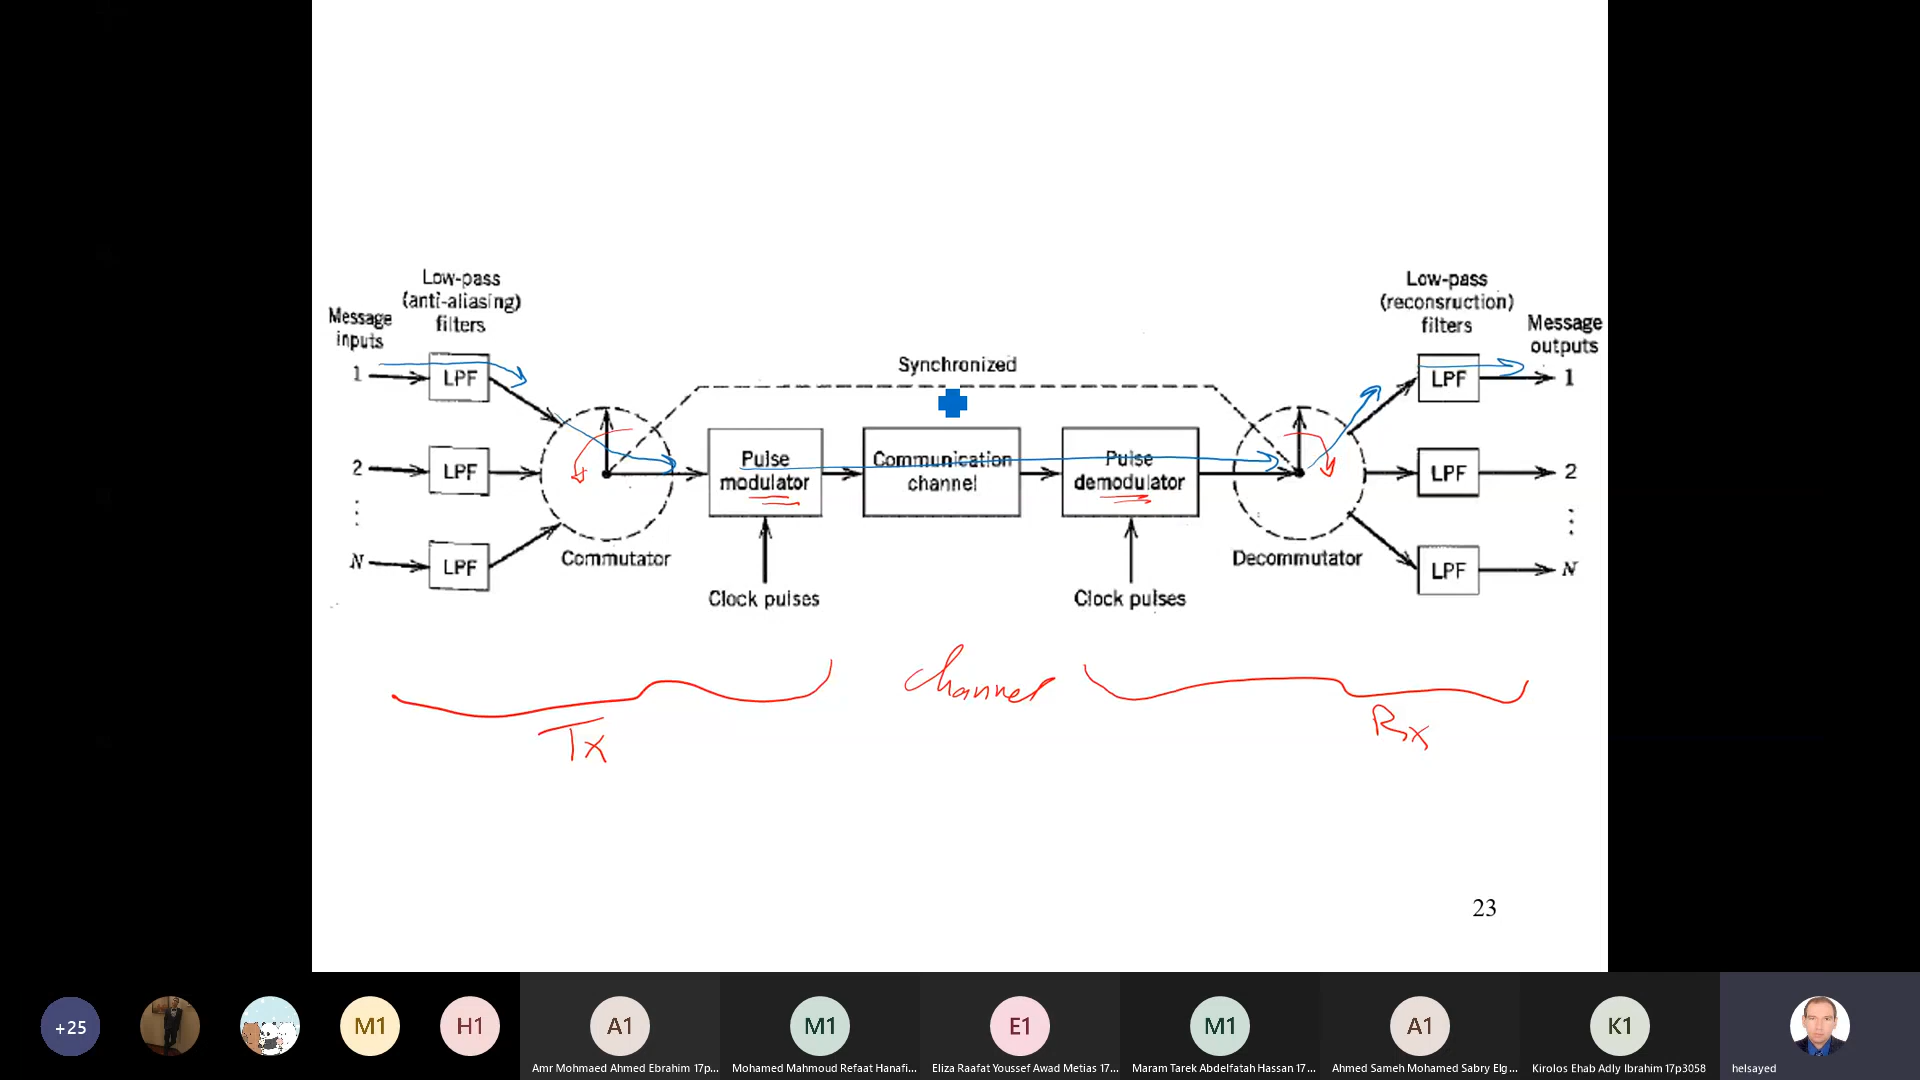 Low-pass
(anti-aliasing)
filters
Message
inputs
1
LPF
2
LPF
N
LPF
Commutator
Synchronized
Pulse
modulator
Communication
channel
Pulse
demodulator
Clock pulses
Clock pulses
Decommutator
Low-pass
(reconsruction)
filters
Message
outputs
LPF
1
LPF
2
LPF
N
Tx
channel
Rx
23
+25
M1
H1
A1
M1
E1
M1
A1
K1
Amr Mohmaed Ahmed Ebrahim 17p...
Mohamed Mahmoud Refaat Hanafi...
Eliza Raafat Youssef Awad Metias 17...
Maram Tarek Abdelfatah Hassan 17 ...
Ahmed Sameh Mohamed Sabry Elg...
Kirolos Ehab Adly Ibrahim 17p3058
helsayed